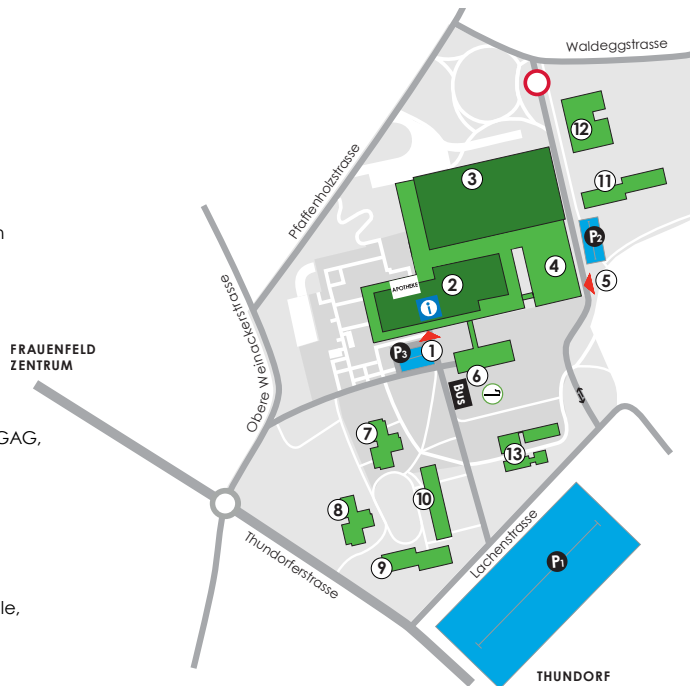 Waldeggstrasse
12
Pfaffenholzstrasse
3
11
n
P2
4
2
5
APOTHEKE
i
Obere Weinackerstrasse
FRAUENFELD
ZENTRUM
P3
1
6
Bus
7
GAG,
13
10
8
Lachenstrasse
9
Thundorferstrasse
P1
le,
THUNDORF